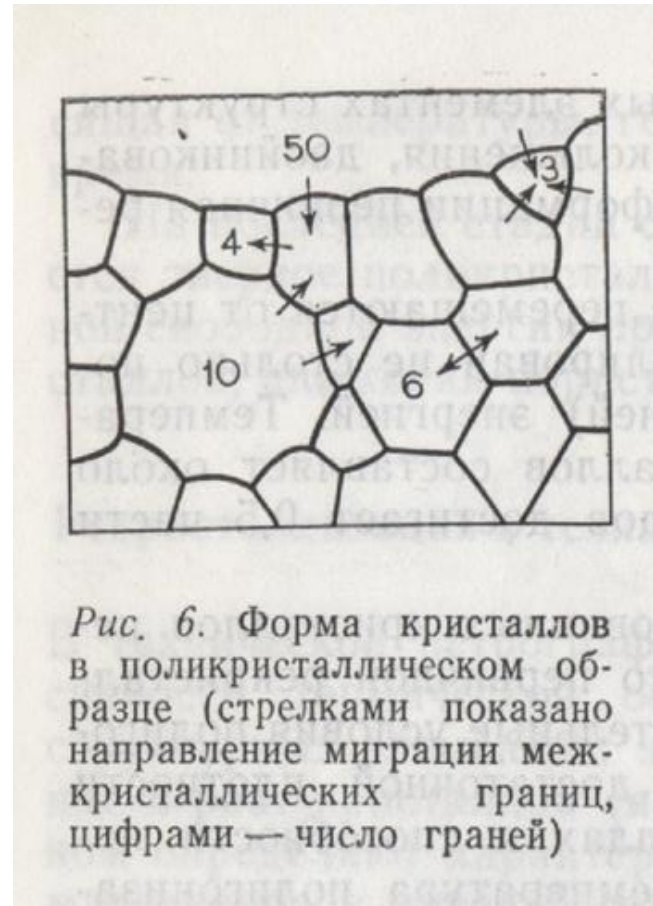 50
3
4
10
6
Рис. 6. Форма кристаллов
в поликристаллическом об-
разце (стрелками показано
направление миграции меж-
кристаллических границ,
цифрами — число граней)